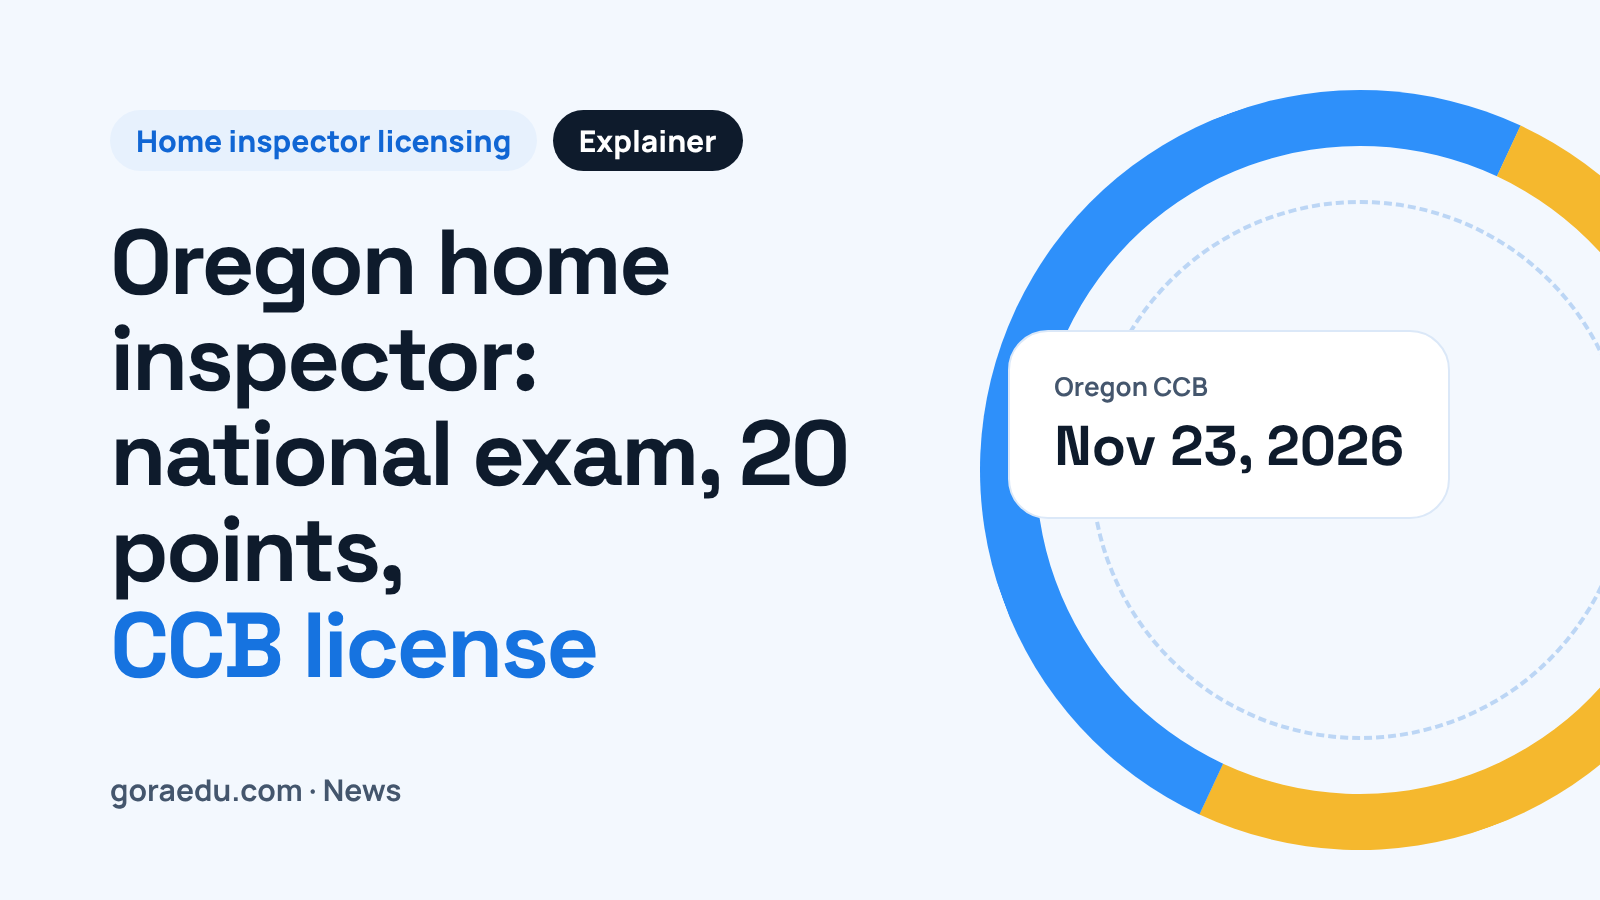 Home inspector licensing
Explainer
Oregon home
inspector:
national exam, 20
points,
CCB license
Oregon CCB
Nov 23, 2026
goraedu.com · News